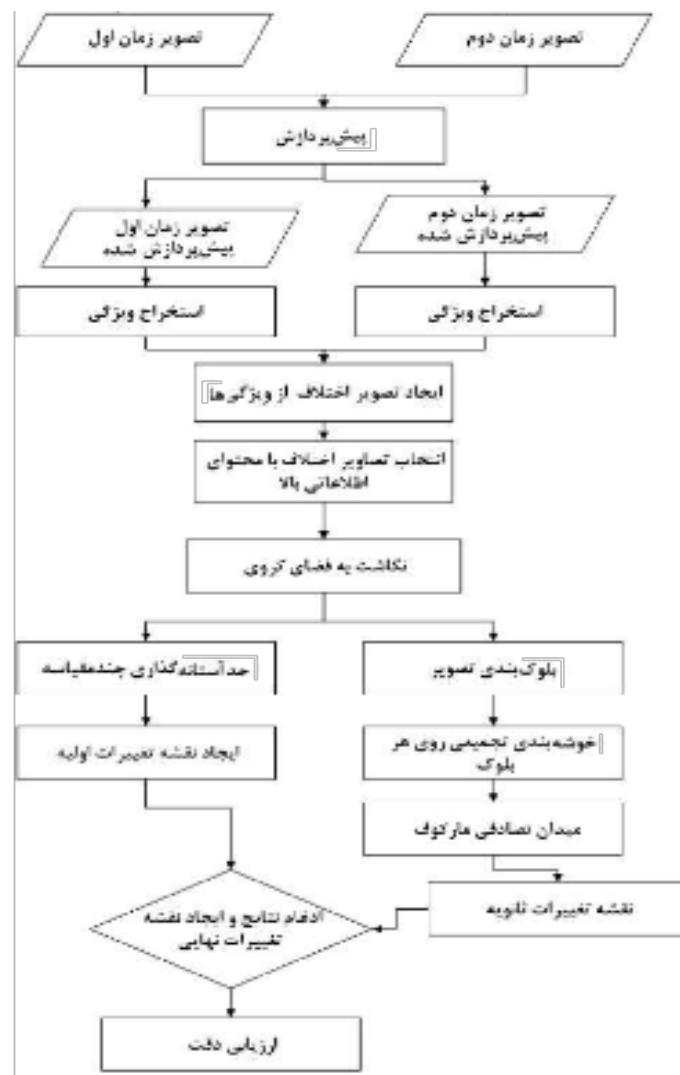 تصویر زمان دوم
تصویر زمان اول
پیش‌پردازش
تصویر زمان دوم
پیش‌پردازش شده
تصویر زمان اول
پیش‌پردازش شده
استخراج ویژگی
استخراج ویژگی
ایجاد تصویر اختلاف از ویژگی‌ها
انتخاب تصاویر اختلاف با محتوای
اطلاعاتی بالا
نگاشت به فضای کروی
بلوک‌بندی تصویر
حدآستانه‌گذاری چندمقیاسه
خوشه‌بندی تجمیعی روی هر
بلوک
ایجاد نقشه تغییرات اولیه
میدان تصادفی مارکوف
نقشه تغییرات ثانویه
ادغام نتایج و ایجاد نقشه
تغییرات نهایی
ارزیابی دقت